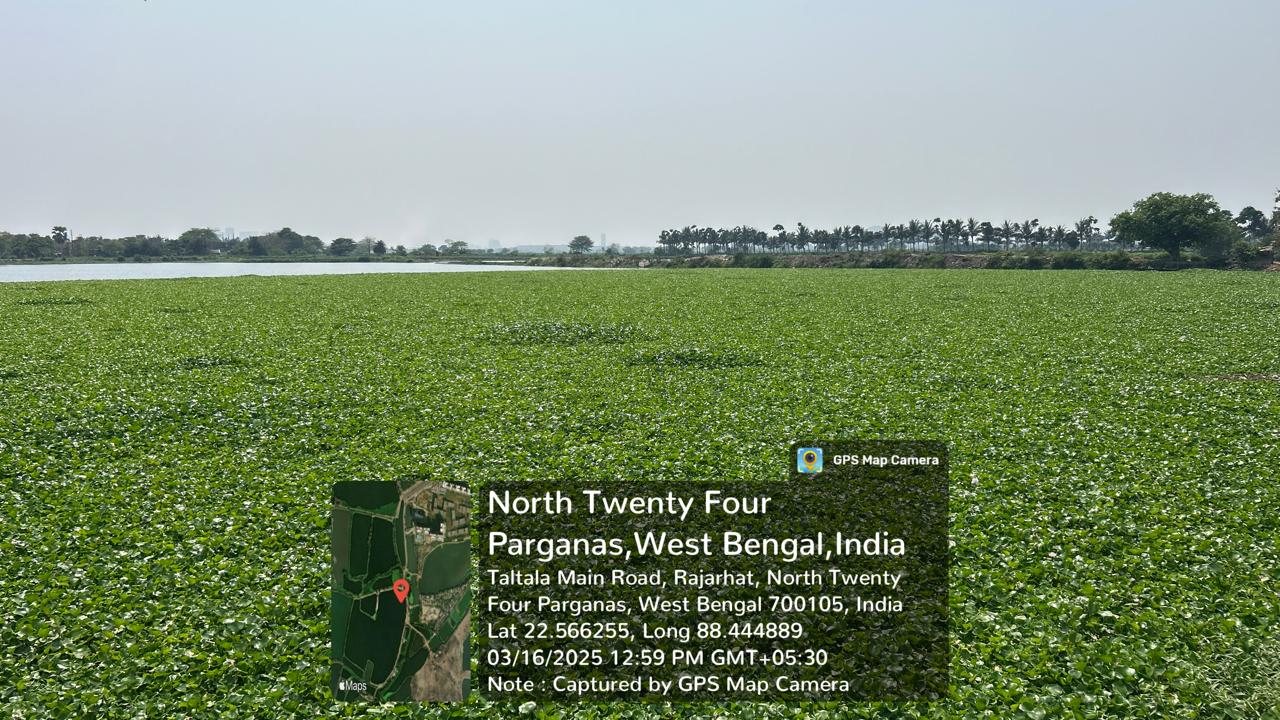 GPS Map Camera
North Twenty Four
Parganas,West Bengal,India
Taltala Main Road, Rajarhat, North Twenty
Four Parganas, West Bengal 700105, India
Lat 22.566255, Long 88.444889
03/16/2025 12:59 PM GMT+05:30
Note : Captured by GPS Map Camera
Maps